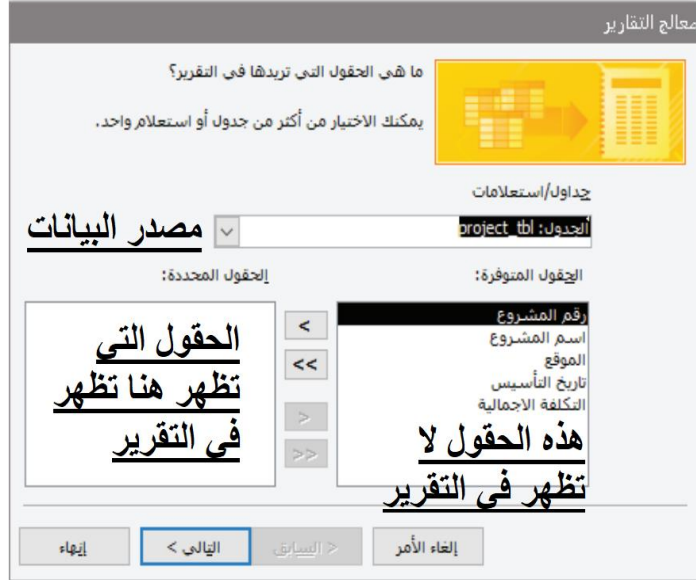 معالج التقارير
ما هي الحقول التي تريدها في التقرير؟
يمكنك الاختيار من أكثر من جدول أو استعلام واحد.
جداول/استعلامات
الجدول: project_tbl
مصدر البيانات
الحقول المتوفرة:
الحقول المحددة:
رقم المشروع
اسم المشروع
الموقع
تاريخ التأسيس
التكلفة الاجمالية
هذه الحقول لا
تظهر في التقرير
<
<<
>
>>
الحقول التي
تظهر هنا تظهر
في التقرير
إلغاء الأمر
< السابق
التالي >
إنهاء